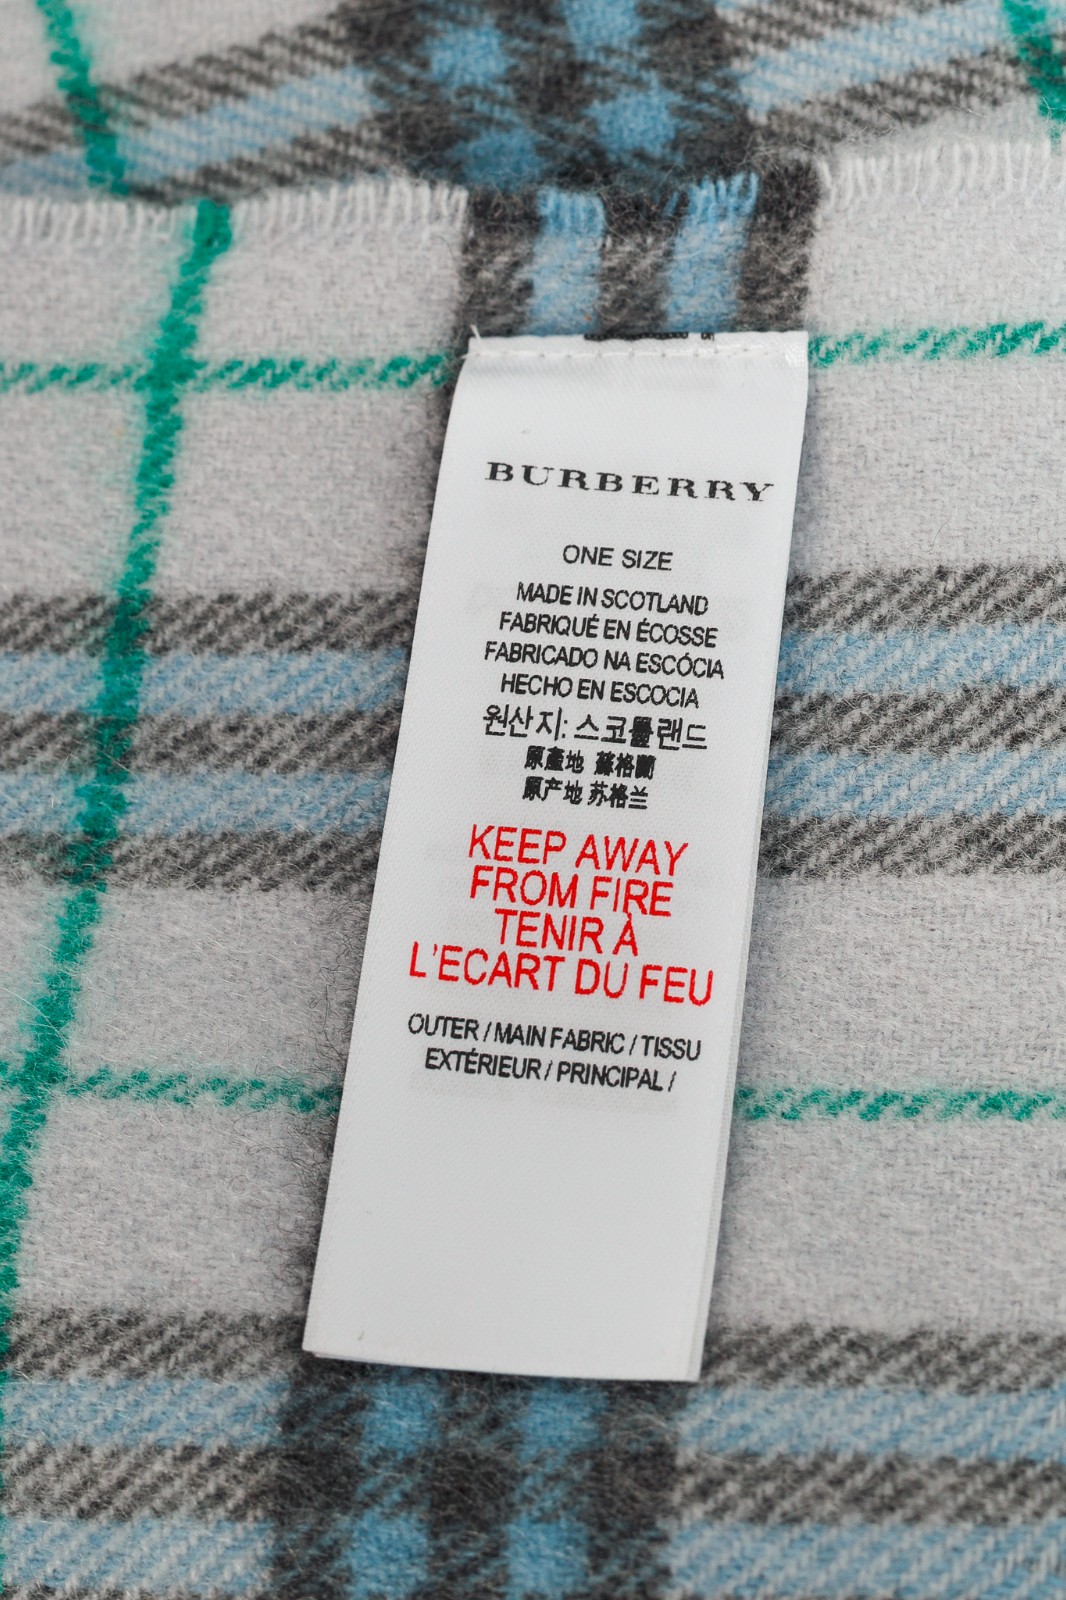 BURBERRY
ONE SIZE
MADE IN SCOTLAND
FABRIQUÉ EN ÉCOSSE
FABRICADO NA ESCÓCIA
HECHO EN ESCOCIA
원산지: 스코틀랜드
原產地 蘇格蘭
原产地 苏格兰
KEEP AWAY
FROM FIRE
TENIR À
L'ECART DU FEU
OUTER / MAIN FABRIC / TISSU
EXTÉRIEUR / PRINCIPAL /